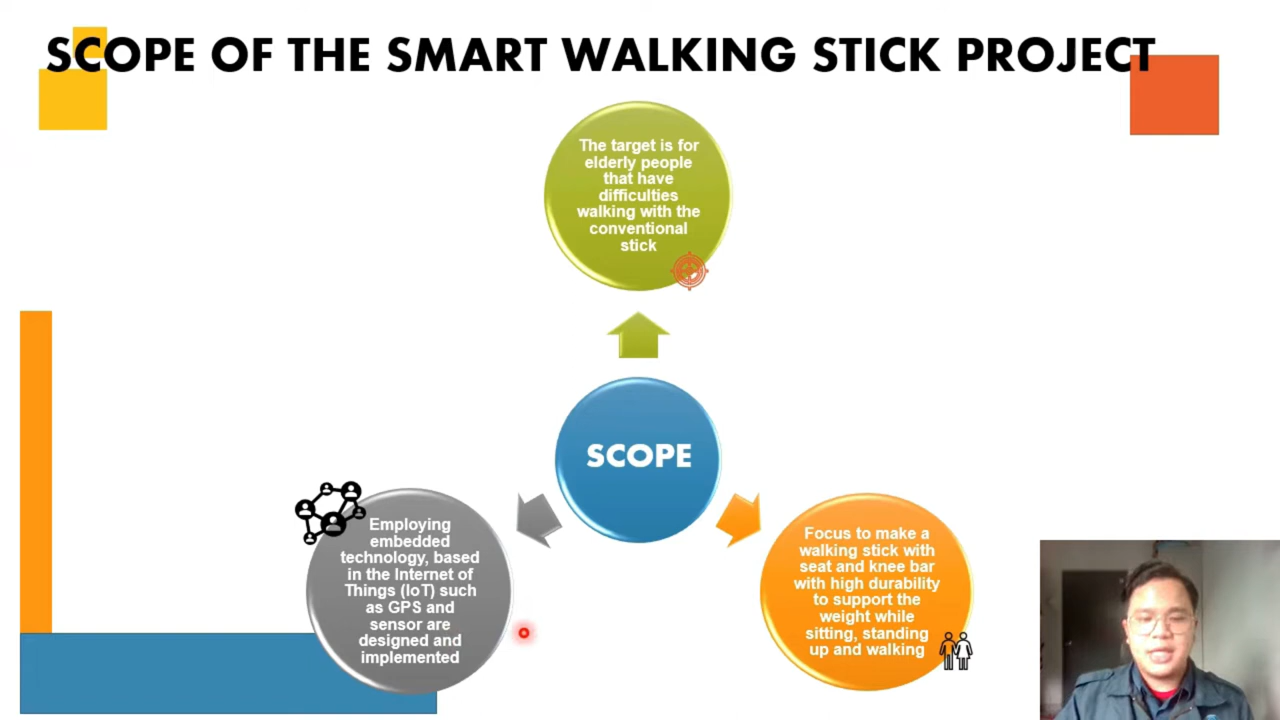 SCOPE OF THE SMART WALKING STICK PROJECT
The target is for
elderly people
that have
difficulties
walking with the
conventional
stick
SCOPE
Employing
embedded
technology, based
in the Internet of
Things (IoT) such
as GPS and
sensor are
designed and
implemented
Focus to make a
walking stick with
seat and knee bar
with high durability
to support the
weight while
sitting, standing
up and walking